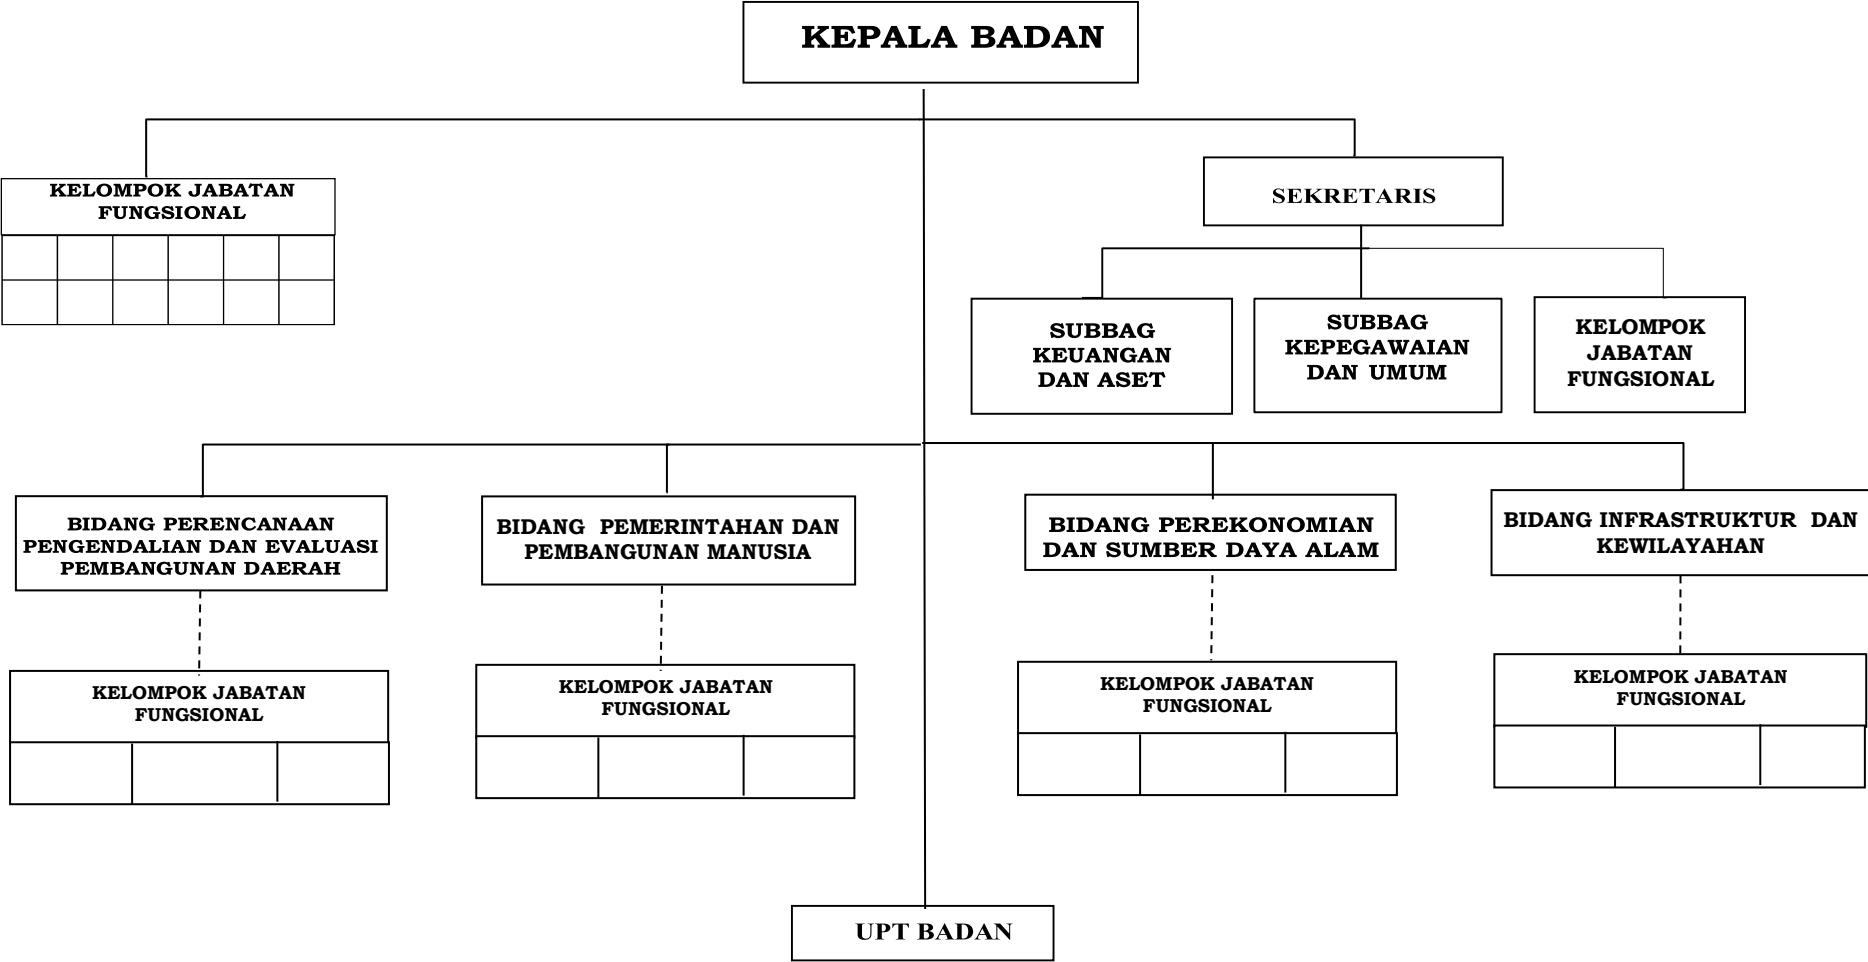 KEPALA BADAN
KELOMPOK JABATAN
FUNGSIONAL
SEKRETARIS
SUBBAG
KEUANGAN
DAN ASET
SUBBAG
KEPEGAWAIAN
DAN UMUM
KELOMPOK
JABATAN
FUNGSIONAL
BIDANG PERENCANAAN
PENGENDALIAN DAN EVALUASI
PEMBANGUNAN DAERAH
BIDANG PEMERINTAHAN DAN
PEMBANGUNAN MANUSIA
BIDANG PEREKONOMIAN
DAN SUMBER DAYA ALAM
BIDANG INFRASTRUKTUR DAN
KEWILAYAHAN
KELOMPOK JABATAN
FUNGSIONAL
KELOMPOK JABATAN
FUNGSIONAL
KELOMPOK JABATAN
FUNGSIONAL
KELOMPOK JABATAN
FUNGSIONAL
UPT BADAN